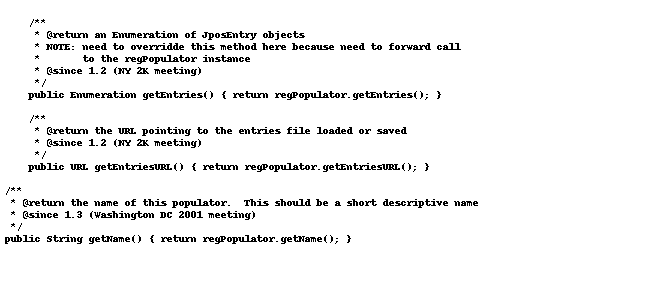 /**
* @return an Enumeration of JposEntry objects
* NOTE: need to overridde this method here because need to forward call
* to the regPopulator instance
* @since 1.2 (NY 2K meeting)
*/
public Enumeration getEntries() { return regPopulator.getEntries(); }
/**
* @return the URL pointing to the entries file loaded or saved
* @since 1.2 (NY 2K meeting)
*/
public URL getEntriesURL() { return regPopulator.getEntriesURL(); }
/**
* @return the name of this populator.  This should be a short descriptive name
* @since 1.3 (Washington DC 2001 meeting)
*/
public String getName() { return regPopulator.getName(); }